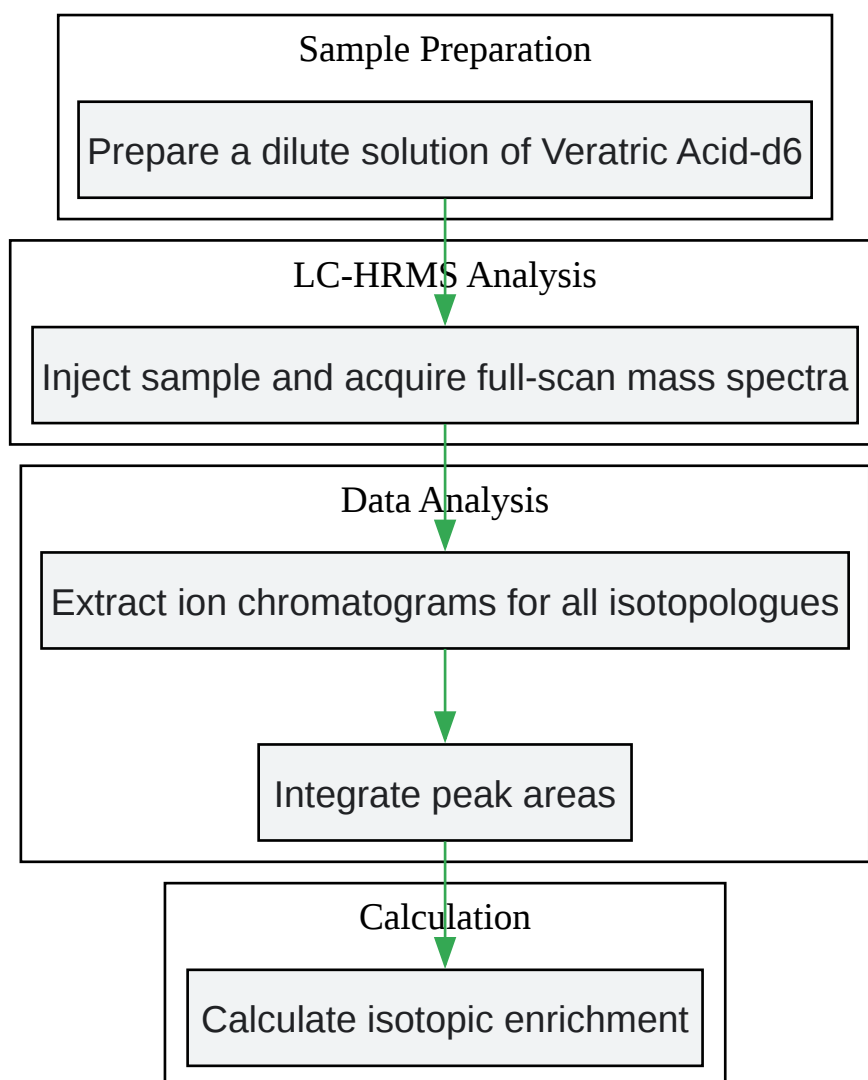 Sample Preparation
Prepare a dilute solution of Veratric Acid-d6
LC-HRMS Analysis
Inject sample and acquire full-scan mass spectra
Data Analysis
Extract ion chromatograms for all isotopologues
Integrate peak areas
Calculation
Calculate isotopic enrichment